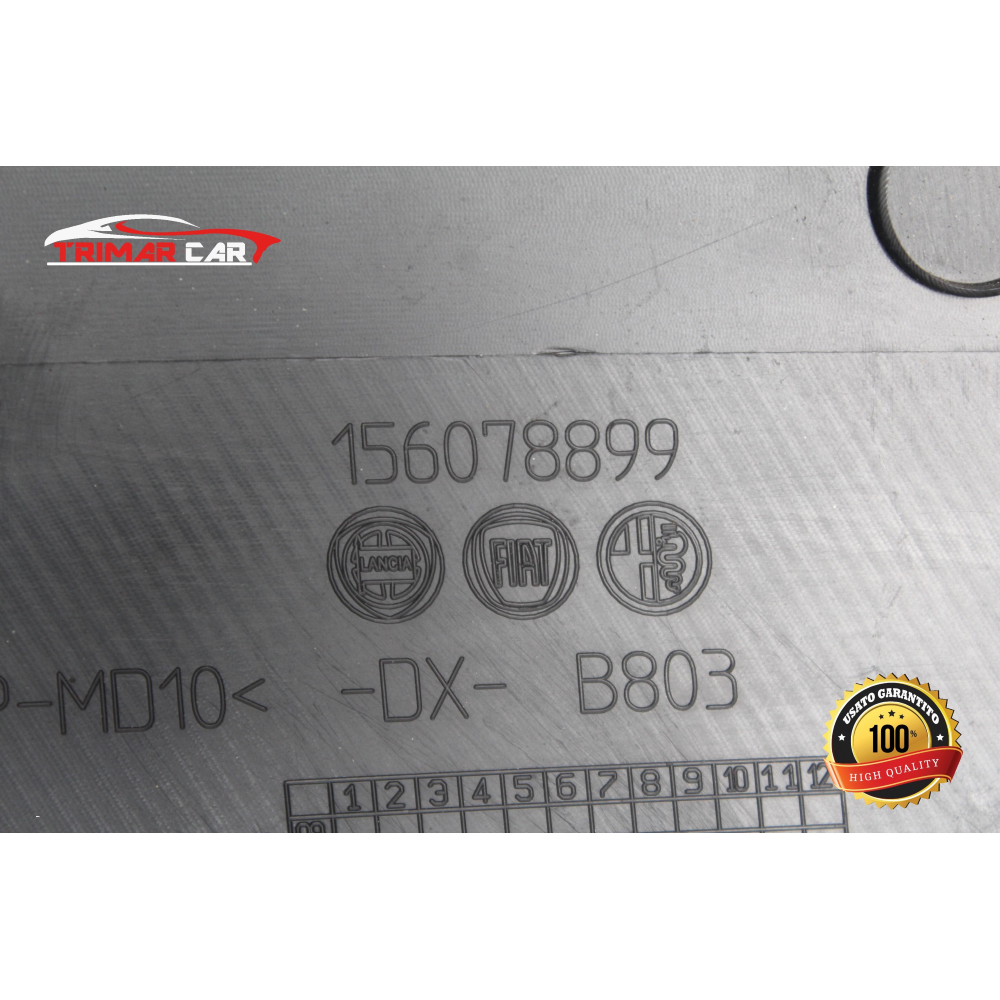 TRIMAR CAR
156078899
LANCIA FIAT
P-MD10< -DX- B803
USATO GARANTITO
100%
HIGH QUALITY
1 2 3 4 5 6 7 8 9 10 11 12